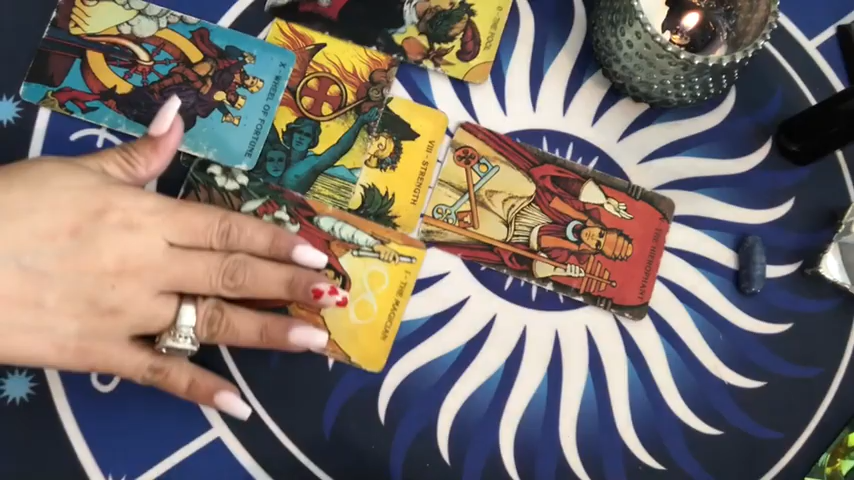 0 - THE FOOL
X - WHEEL OF FORTUNE
VIII - STRENGTH
THE HIEROPHANT
I - THE MAGICIAN